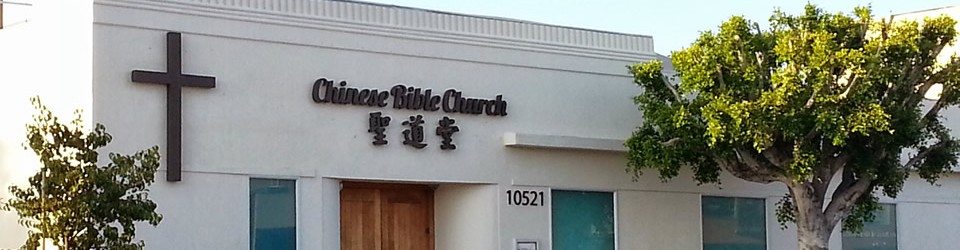 Chinese Bible Church
聖道堂
10521